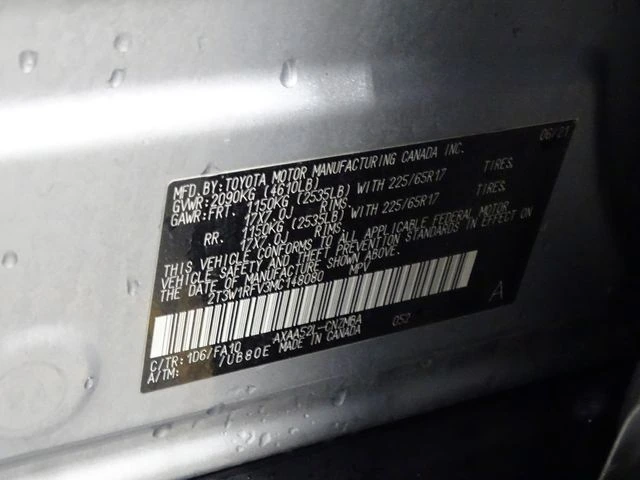 06/21
MFD.BY:TOYOTA MOTOR MANUFACTURING CANADA INC.
GVWR: 2090KG (4610LB)
GAWR:FRT. 1150KG (2535LB) WITH 225/65R17 TIRES,
17X7.0J RIMS,
RR. 1150KG (2535LB) WITH 225/65R17 TIRES,
17X7.0J RIMS,
THIS VEHICLE CONFORMS TO ALL APPLICABLE FEDERAL MOTOR
VEHICLE SAFETY AND THEFT PREVENTION STANDARDS IN EFFECT ON
THE DATE OF MANUFACTURE SHOWN ABOVE.
2T3W1RFV3MC148080 MPV
A
C/TR: 1D6/FA10 AXAA52L-CNZMBA 052
A/TM: /UB80E MADE IN CANADA